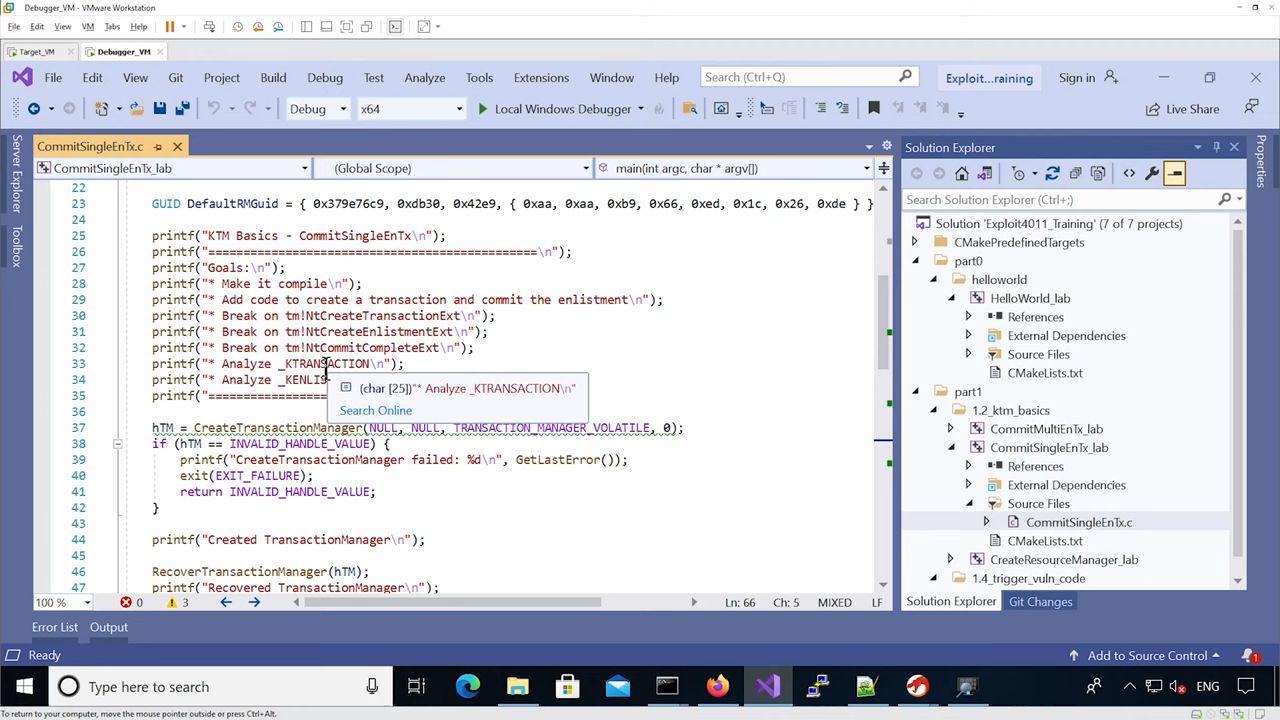 Debugger_VM - VMware Workstation
File Edit View VM Tabs Help
Target_VM Debugger_VM
File Edit View Git Project Build Debug Test Analyze Tools Extensions Window Help Search (Ctrl+Q) Exploit...raining Sign in
Debug x64 Local Windows Debugger Live Share
Server Explorer
Toolbox
CommitSingleEnTx.c
CommitSingleEnTx_lab (Global Scope) main(int argc, char * argv[])
22
23 GUID DefaultRMGuid = { 0x379e76c9, 0xdb30, 0x42e9, { 0xaa, 0xaa, 0xb9, 0x66, 0xed, 0x1c, 0x26, 0xde } }
24
25 printf("KTM Basics - CommitSingleEnTx\n");
26 printf("===============================================\n");
27 printf("Goals:\n");
28 printf("* Make it compile\n");
29 printf("* Add code to create a transaction and commit the enlistment\n");
30 printf("* Break on tm!NtCreateTransactionExt\n");
31 printf("* Break on tm!NtCreateEnlistmentExt\n");
32 printf("* Break on tm!NtCommitCompleteExt\n");
33 printf("* Analyze _KTRANSACTION\n");
34 printf("* Analyze _KENLIS
(char [25])"* Analyze _KTRANSACTION\n"
Search Online
35 printf("=================
36
37 hTM = CreateTransactionManager(NULL, NULL, TRANSACTION_MANAGER_VOLATILE, 0);
38 if (hTM == INVALID_HANDLE_VALUE) {
39 printf("CreateTransactionManager failed: %d\n", GetLastError());
40 exit(EXIT_FAILURE);
41 return INVALID_HANDLE_VALUE;
42 }
43
44 printf("Created TransactionManager\n");
45
46 RecoverTransactionManager(hTM);
47 printf("Recovered TransactionManager\n");
100 % 0 3 Ln: 66 Ch: 5 MIXED LF
Solution Explorer
Search Solution Explorer (Ctrl+;)
Solution 'Exploit4011_Training' (7 of 7 projects)
CMakePredefinedTargets
part0
helloworld
HelloWorld_lab
References
External Dependencies
Source Files
CMakeLists.txt
part1
1.2_ktm_basics
CommitMultiEnTx_lab
CommitSingleEnTx_lab
References
External Dependencies
Source Files
CommitSingleEnTx.c
CMakeLists.txt
CreateResourceManager_lab
1.4_trigger_vuln_code
Solution Explorer Git Changes
Properties
Error List Output
Ready Add to Source Control 1
Type here to search ENG
To return to your computer, move the mouse pointer outside or press Ctrl+Alt.